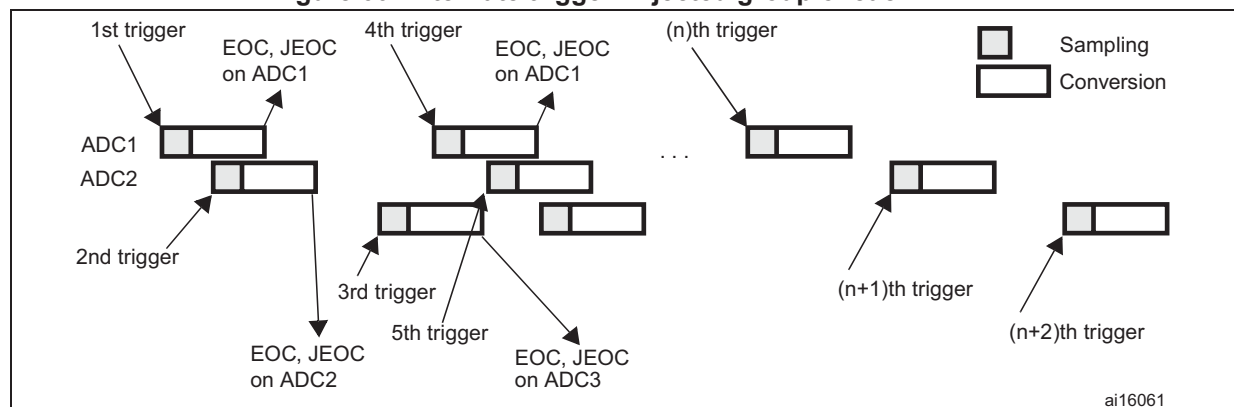 1st trigger
EOC, JEOC
on ADC1
4th trigger
EOC, JEOC
on ADC1
(n)th trigger
Sampling
Conversion
ADC1
ADC2
. . .
2nd trigger
3rd trigger
5th trigger
(n+1)th trigger
(n+2)th trigger
EOC, JEOC
on ADC2
EOC, JEOC
on ADC3
ai16061